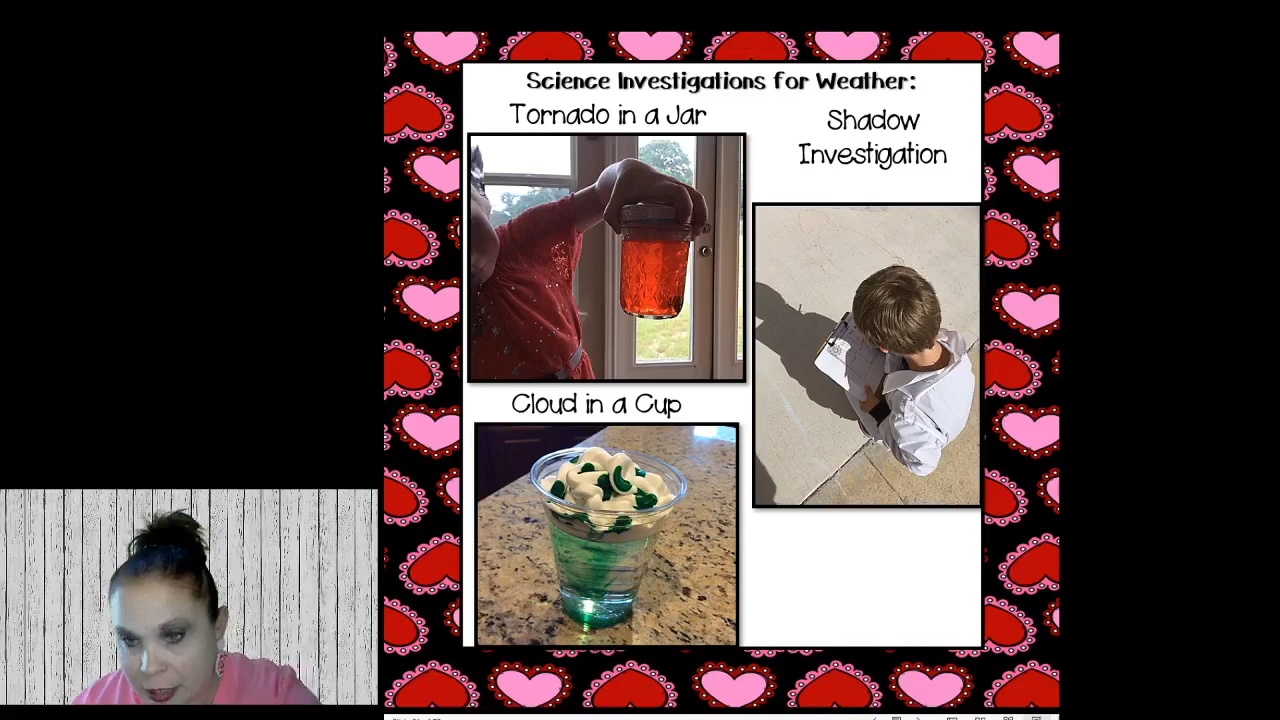 Science Investigations for Weather:
Tornado in a Jar
Shadow
Investigation
Cloud in a Cup